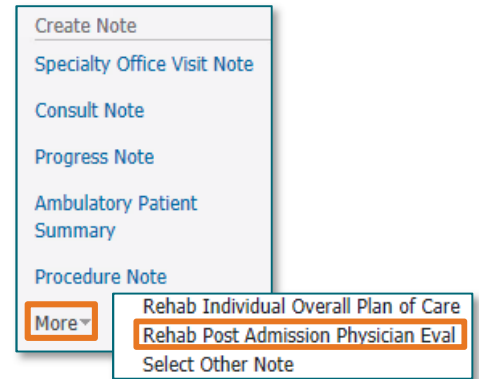 Create Note
Specialty Office Visit Note
Consult Note
Progress Note
Ambulatory Patient
Summary
Procedure Note
More
Rehab Individual Overall Plan of Care
Rehab Post Admission Physician Eval
Select Other Note